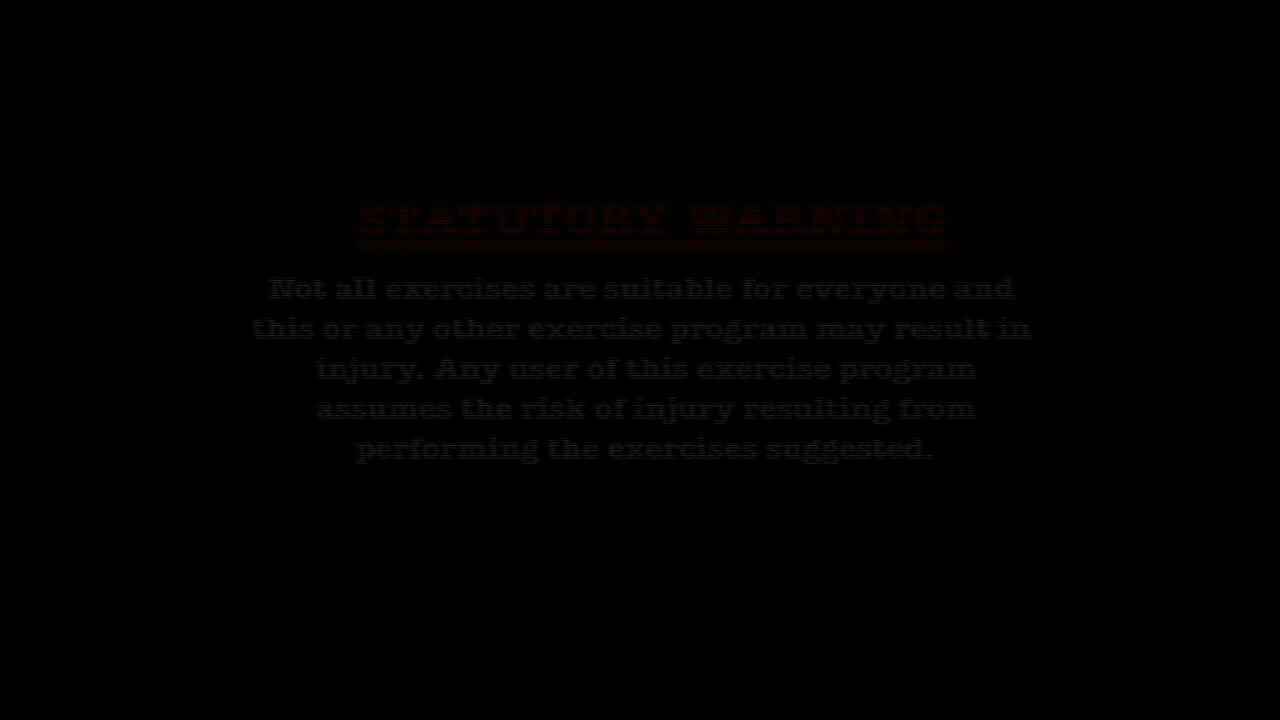 STATUTORY WARNING
Not all exercises are suitable for everyone and
this or any other exercise program may result in
injury. Any user of this exercise program
assumes the risk of injury resulting from
performing the exercises suggested.